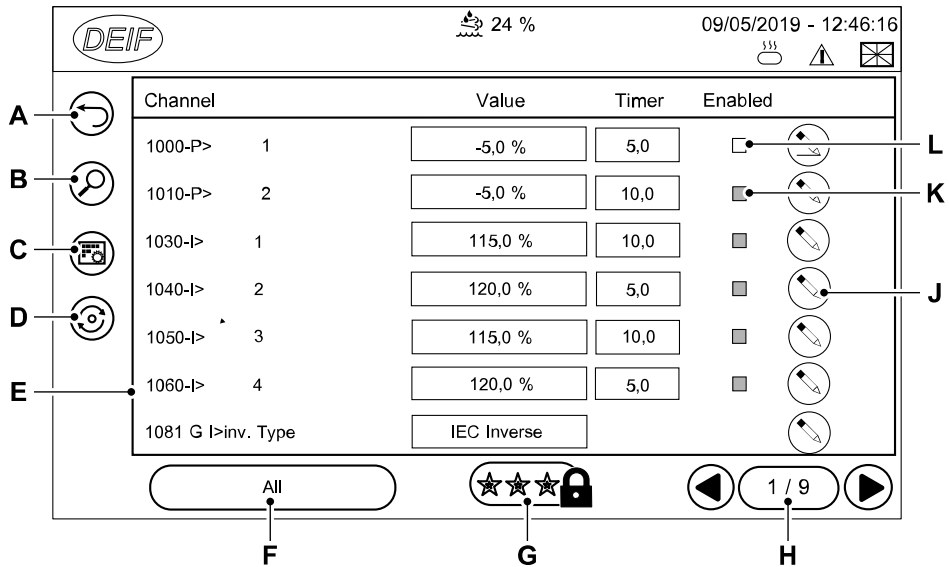 DEIF 24 % 09/05/2019 - 12:46:16
Channel Value Timer Enabled
A
1000-P> 1 -5,0 % 5,0 L
B 1010-P> 2 -5,0 % 10,0 K
C 1030-I> 1 115,0 % 10,0
1040-I> 2 120,0 % 5,0 J
D 1050-I> 3 115,0 % 10,0
E 1060-I> 4 120,0 % 5,0
1081 G I>inv. Type IEC Inverse
All 1 / 9
F G H